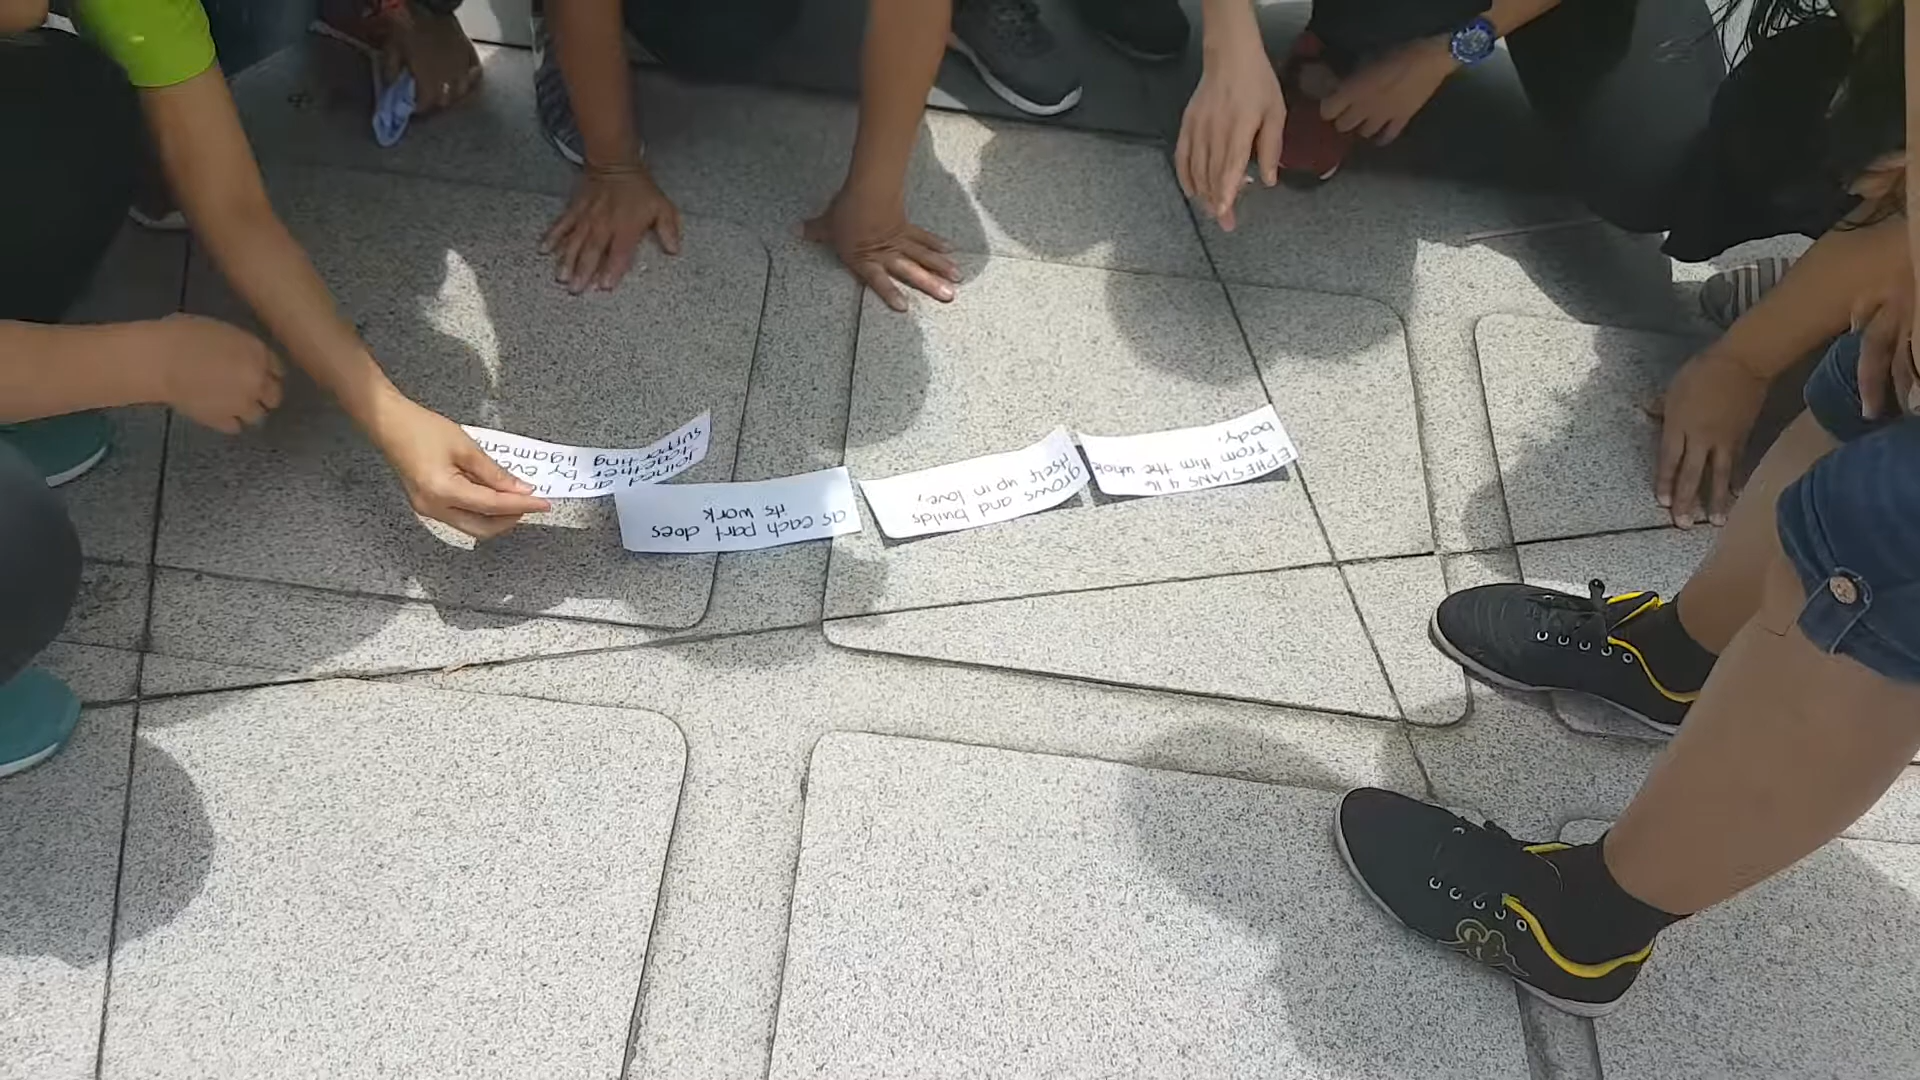 EPHESIANS 4:16
From Him the whole
body,
grows and builds
itself up in love,
as each part does
its work
joined and
together by
supporting